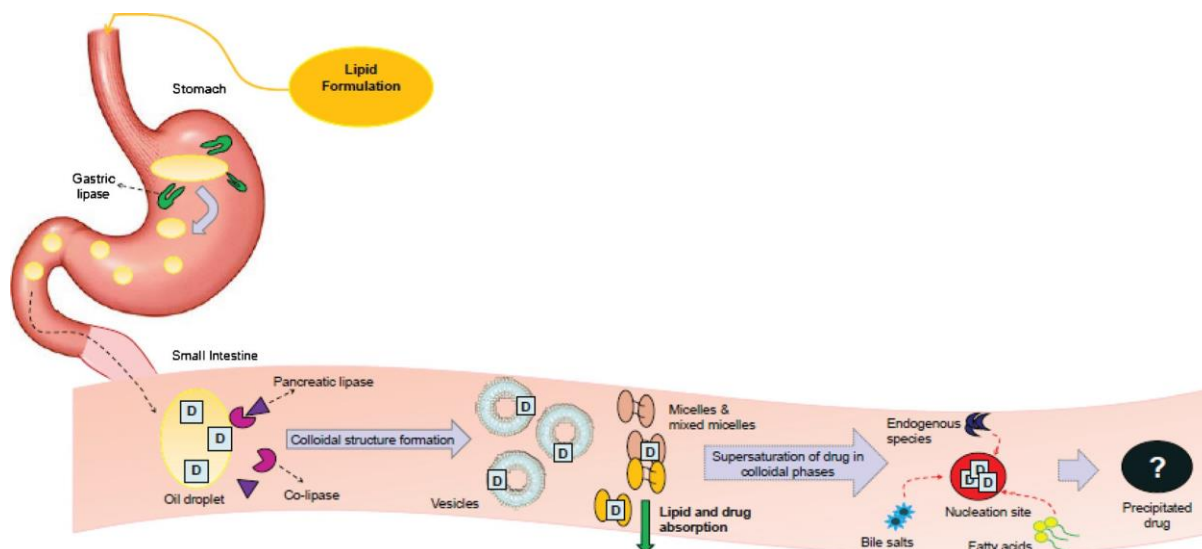 Lipid
Formulation
Stomach
Gastric
lipase
Small Intestine
Pancreatic lipase
D
D
D
Oil droplet
Co-lipase
Colloidal structure formation
D
D
D
Vesicles
Micelles &
mixed micelles
D
D
Lipid and drug
absorption
Supersaturation of drug in
colloidal phases
Endogenous
species
D
D
D
Nucleation site
Bile salts
Fatty acids
?
Precipitated
drug